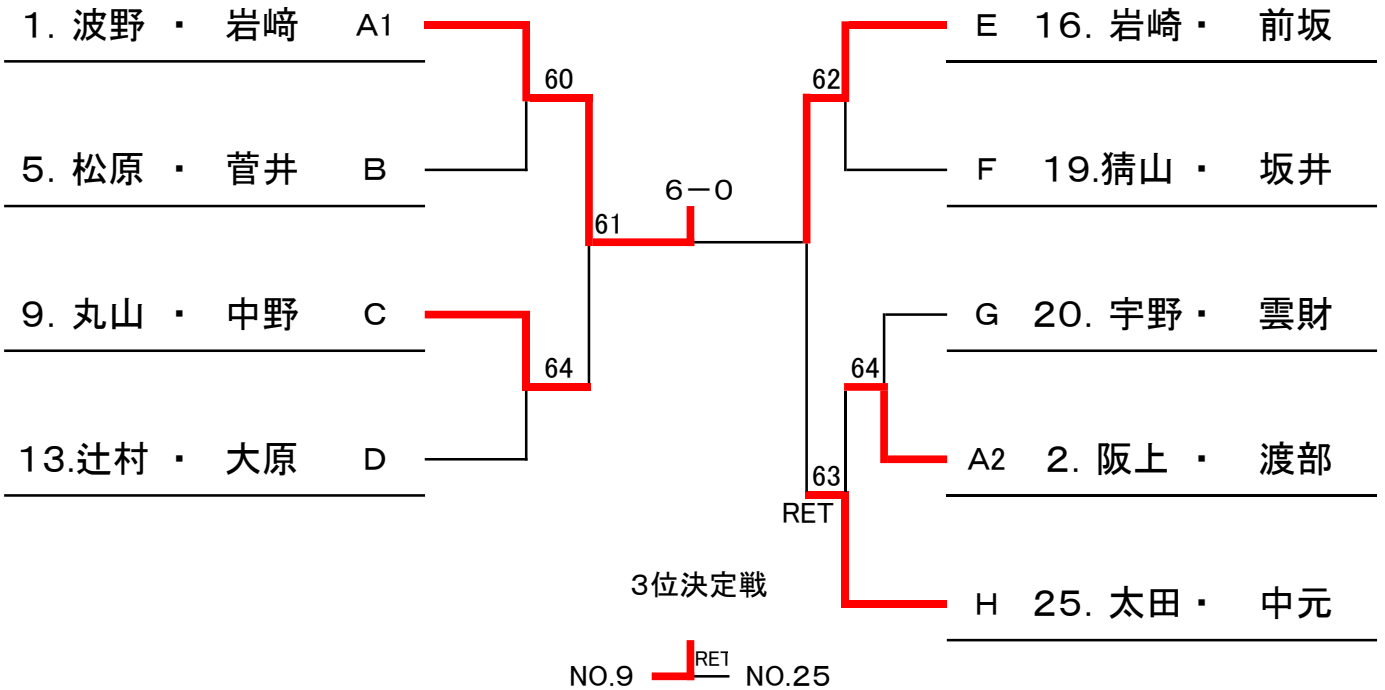 1. 波野 ・ 岩﨑 A1
60
5. 松原 ・ 菅井 B
61
9. 丸山 ・ 中野 C
64
13.辻村 ・ 大原 D
6－0
E 16. 岩崎・ 前坂
62
F 19.猜山 ・ 坂井
G 20. 宇野・ 雲財
64
A2 2. 阪上 ・ 渡部
63
RET
H 25. 太田・ 中元
3位決定戦
NO.9 RET NO.25